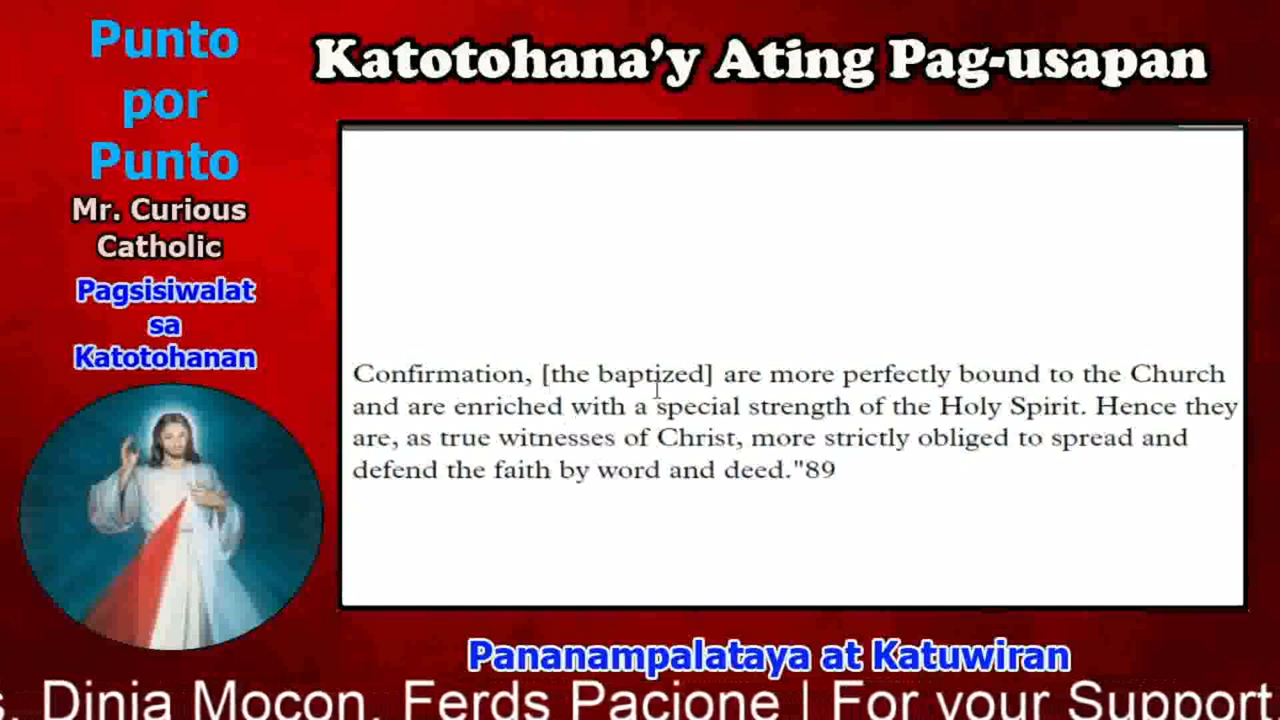 Punto
por
Punto
Mr. Curious
Catholic
Pagsisiwalat
sa
Katotohanan
Katotohana'y Ating Pag-usapan
Confirmation, [the baptized] are more perfectly bound to the Church
and are enriched with a special strength of the Holy Spirit. Hence they
are, as true witnesses of Christ, more strictly obliged to spread and
defend the faith by word and deed."89
Pananampalataya at Katuwiran
s, Dinia Mocon, Ferds Pacione | For your Support